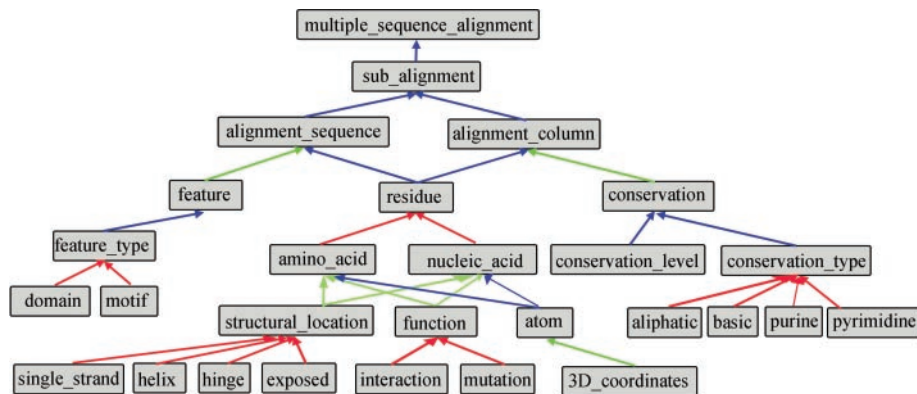 multiple_sequence_alignment
sub_alignment
alignment_sequence
alignment_column
feature
residue
conservation
feature_type
amino_acid
nucleic_acid
conservation_level
conservation_type
domain
motif
structural_location
function
atom
aliphatic
basic
purine
pyrimidine
single_strand
helix
hinge
exposed
interaction
mutation
3D_coordinates